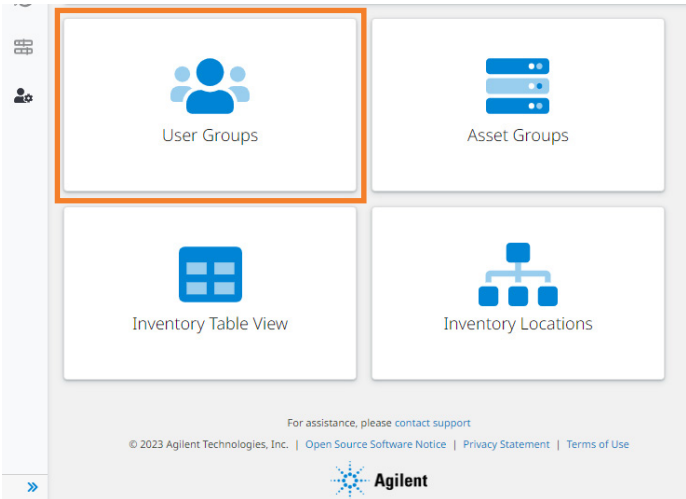 User Groups
Asset Groups
Inventory Table View
Inventory Locations
For assistance, please contact support
© 2023 Agilent Technologies, Inc. | Open Source Software Notice | Privacy Statement | Terms of Use
Agilent